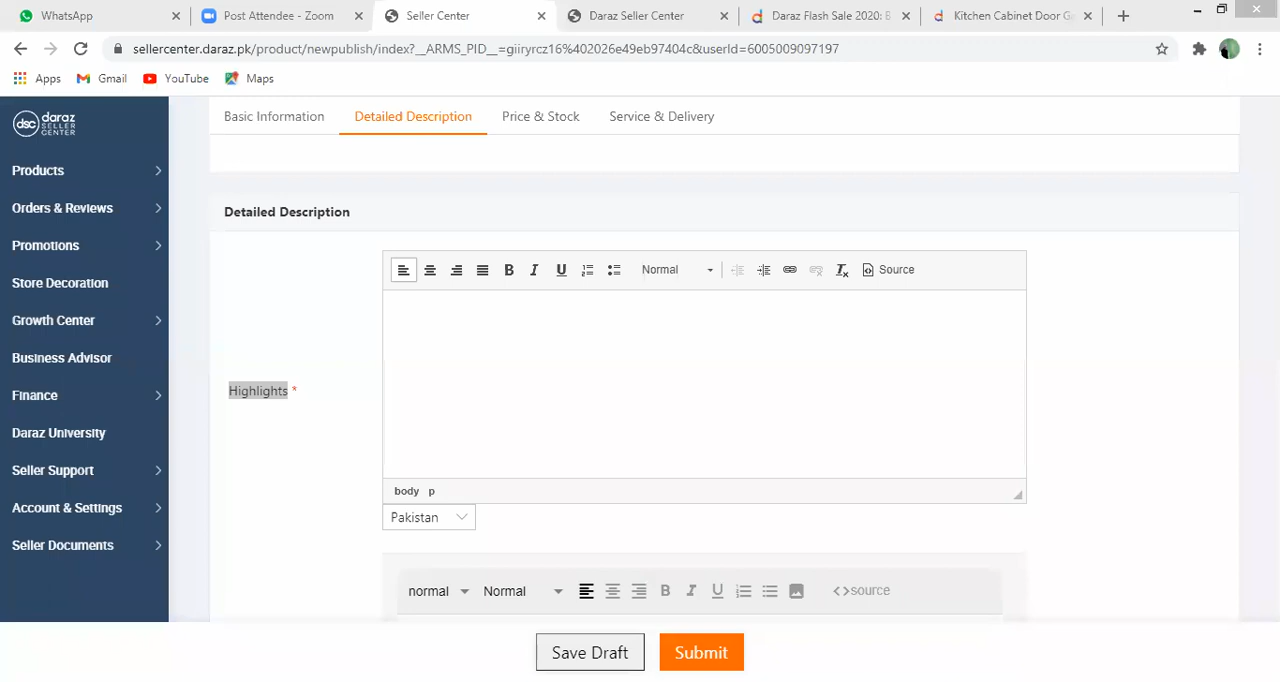 WhatsApp
Post Attendee - Zoom
Seller Center
Daraz Seller Center
Daraz Flash Sale 2020: B
Kitchen Cabinet Door G
sellercenter.daraz.pk/product/newpublish/index?__ARMS_PID__=giiryrcz16%402026e49eb97404c&userId=6005009097197
Apps
Gmail
YouTube
Maps
dsc daraz
SELLER
CENTER
Products
Orders & Reviews
Promotions
Store Decoration
Growth Center
Business Advisor
Finance
Daraz University
Seller Support
Account & Settings
Seller Documents
Basic Information
Detailed Description
Price & Stock
Service & Delivery
Detailed Description
B I U Normal Source
Highlights *
body p
Pakistan
normal Normal B I U <>source
Save Draft
Submit